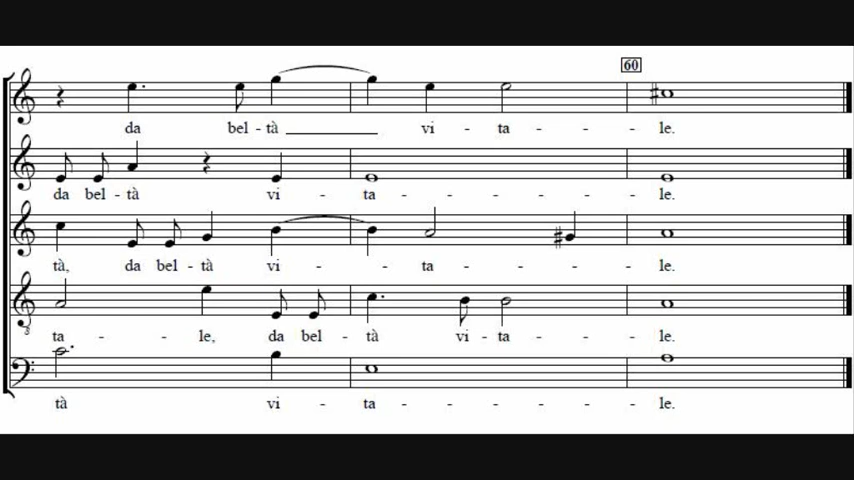 60
da bel - tà vi - ta - - le.
da bel - tà vi - ta - - - - - le.
tà, da bel - tà vi - - ta - - - le.
ta - - le, da bel - tà vi - ta - - le.
8
tà vi - ta - - - - - le.